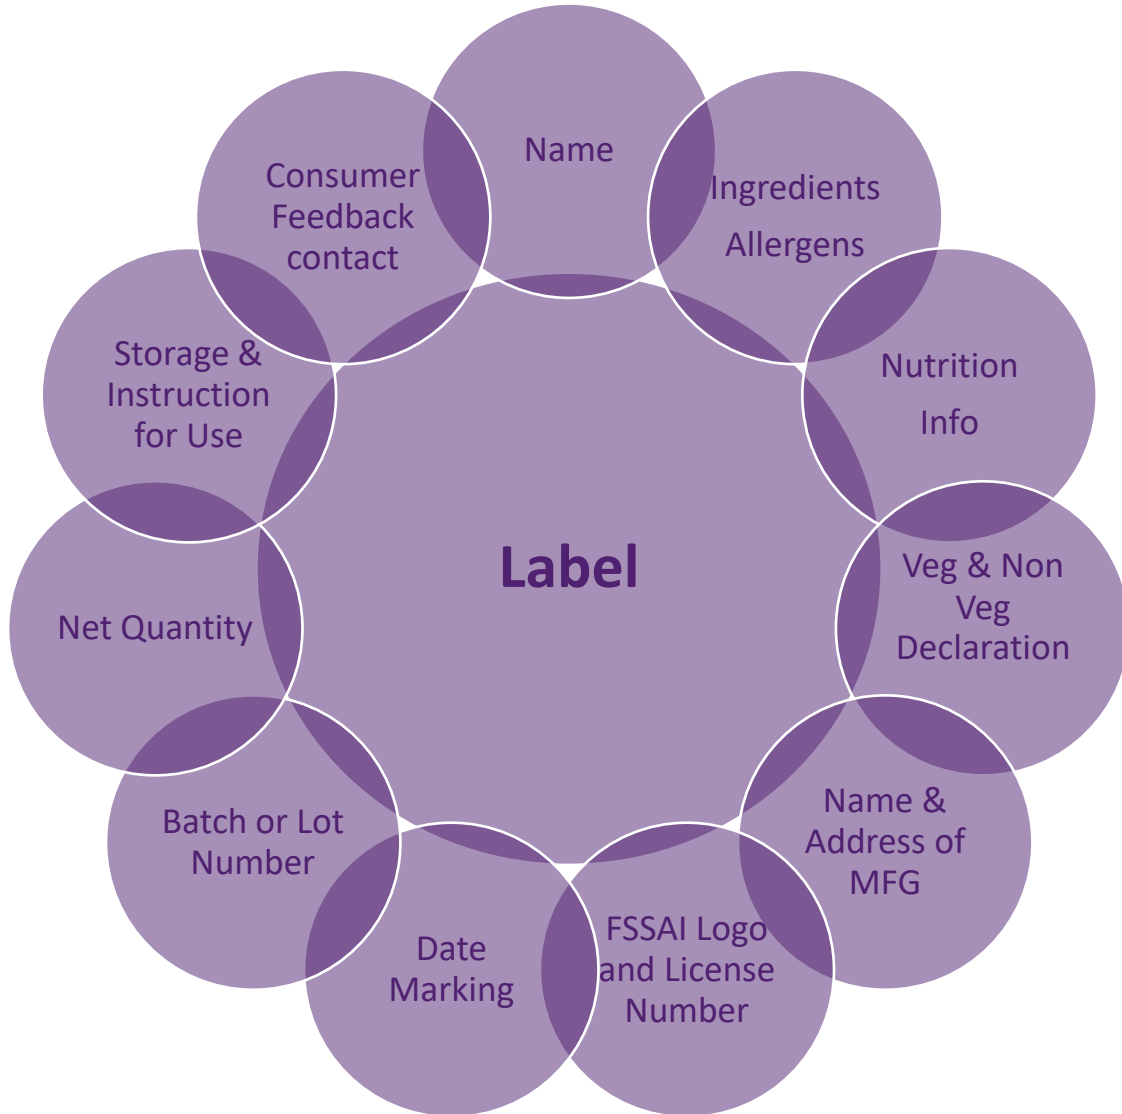 Name
Ingredients
Allergens
Nutrition
Info
Veg & Non
Veg
Declaration
Name &
Address of
MFG
FSSAI Logo
and License
Number
Date
Marking
Batch or Lot
Number
Net Quantity
Storage &
Instruction
for Use
Consumer
Feedback
contact
Label